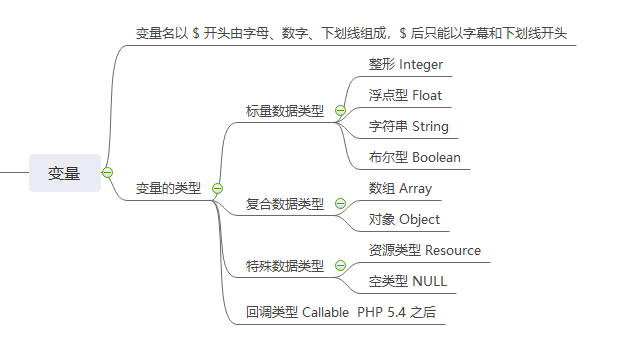 变量名以 $ 开头由字母、数字、下划线组成，$ 后只能以字幕和下划线开头
整形 Integer
浮点型 Float
标量数据类型
字符串 String
布尔型 Boolean
变量
变量的类型
数组 Array
复合数据类型
对象 Object
资源类型 Resource
特殊数据类型
空类型 NULL
回调类型 Callable  PHP 5.4 之后